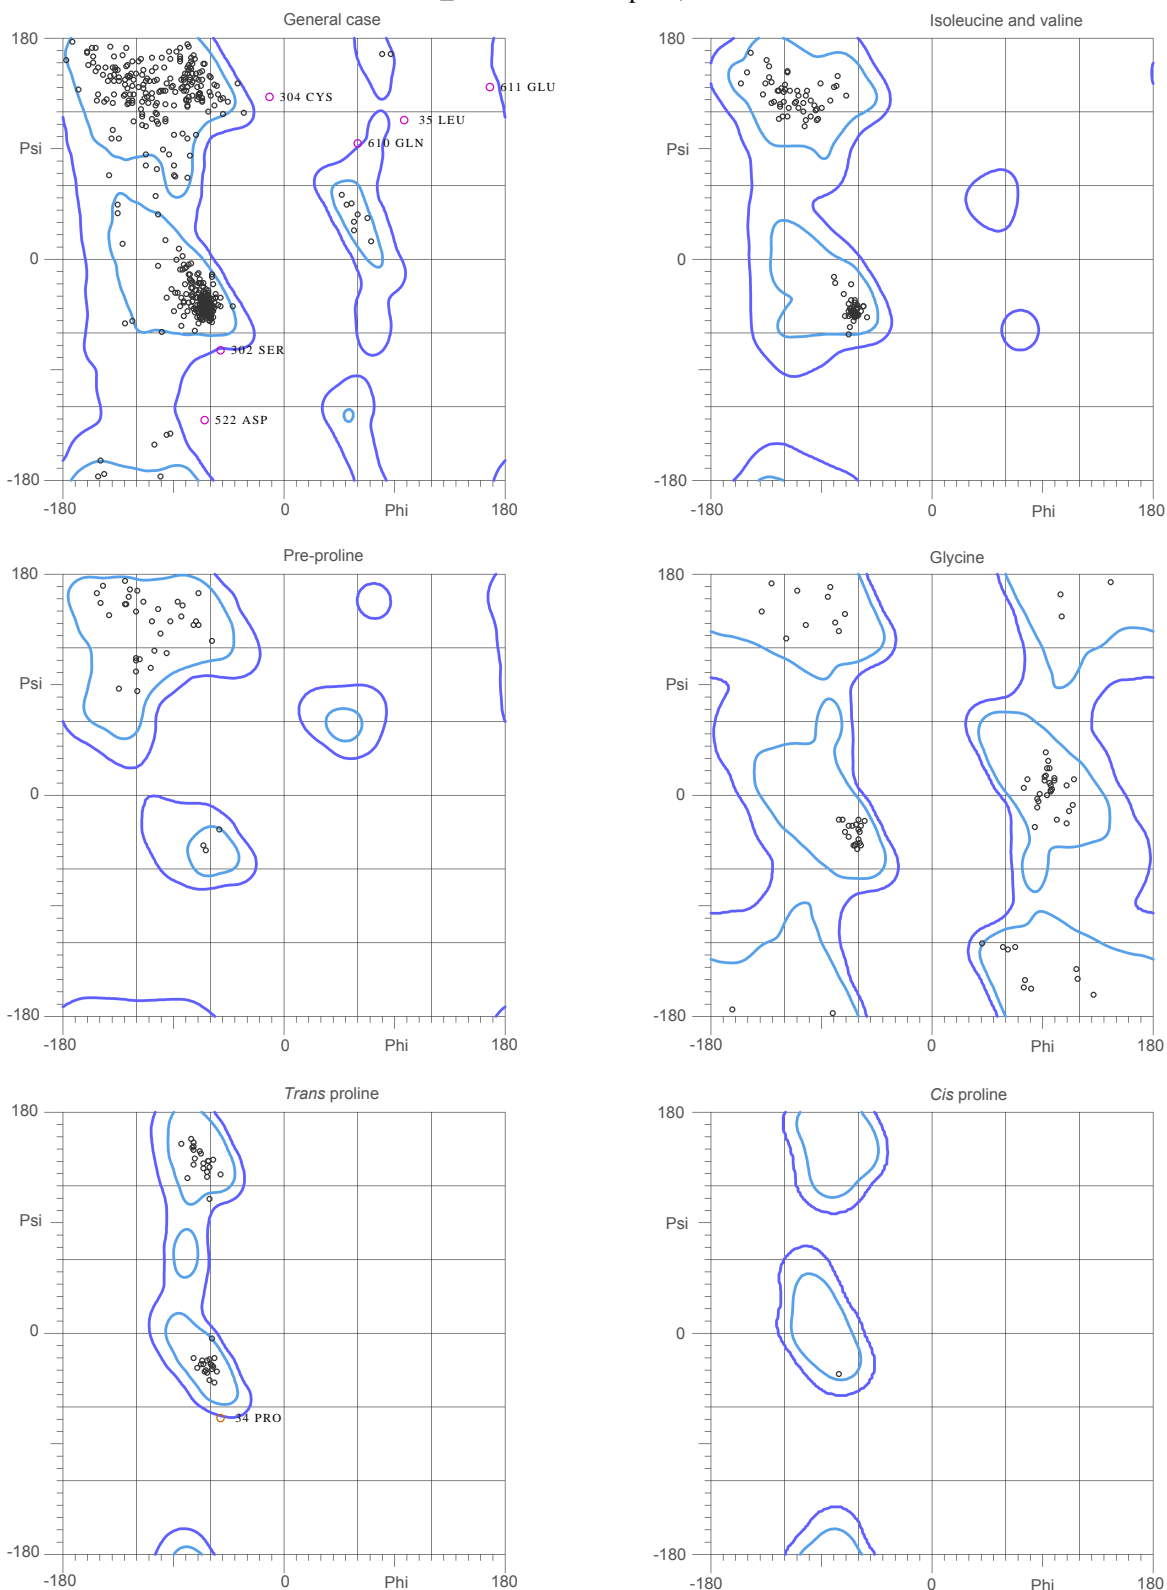 General case
Isoleucine and valine
180
180
611 GLU
304 CYS
35 LEU
610 GLN
Psi
Psi
0
0
302 SER
522 ASP
-180
-180
-180
0
Phi
180
-180
0
Phi
180
Pre-proline
Glycine
180
180
Psi
Psi
0
0
-180
-180
-180
0
Phi
180
-180
0
Phi
180
Trans proline
Cis proline
180
180
Psi
Psi
0
0
34 PRO
-180
-180
-180
0
Phi
180
-180
0
Phi
180